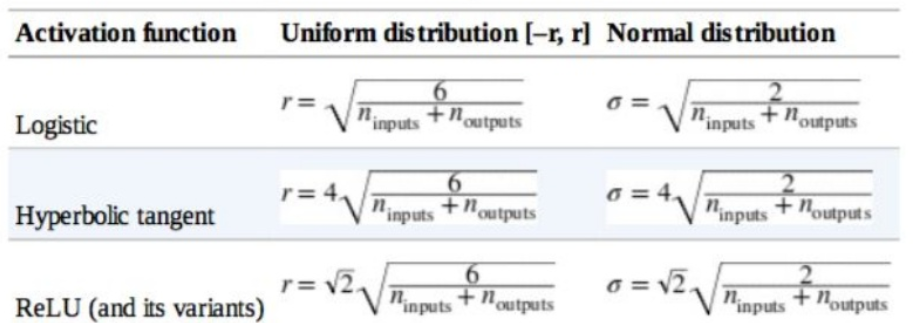 Activation function Uniform distribution [–r, r] Normal distribution
Logistic r = √(6 / (n_inputs + n_outputs)) σ = √(2 / (n_inputs + n_outputs))
Hyperbolic tangent r = 4√(6 / (n_inputs + n_outputs)) σ = 4√(2 / (n_inputs + n_outputs))
ReLU (and its variants) r = √2√(6 / (n_inputs + n_outputs)) σ = √2√(2 / (n_inputs + n_outputs))